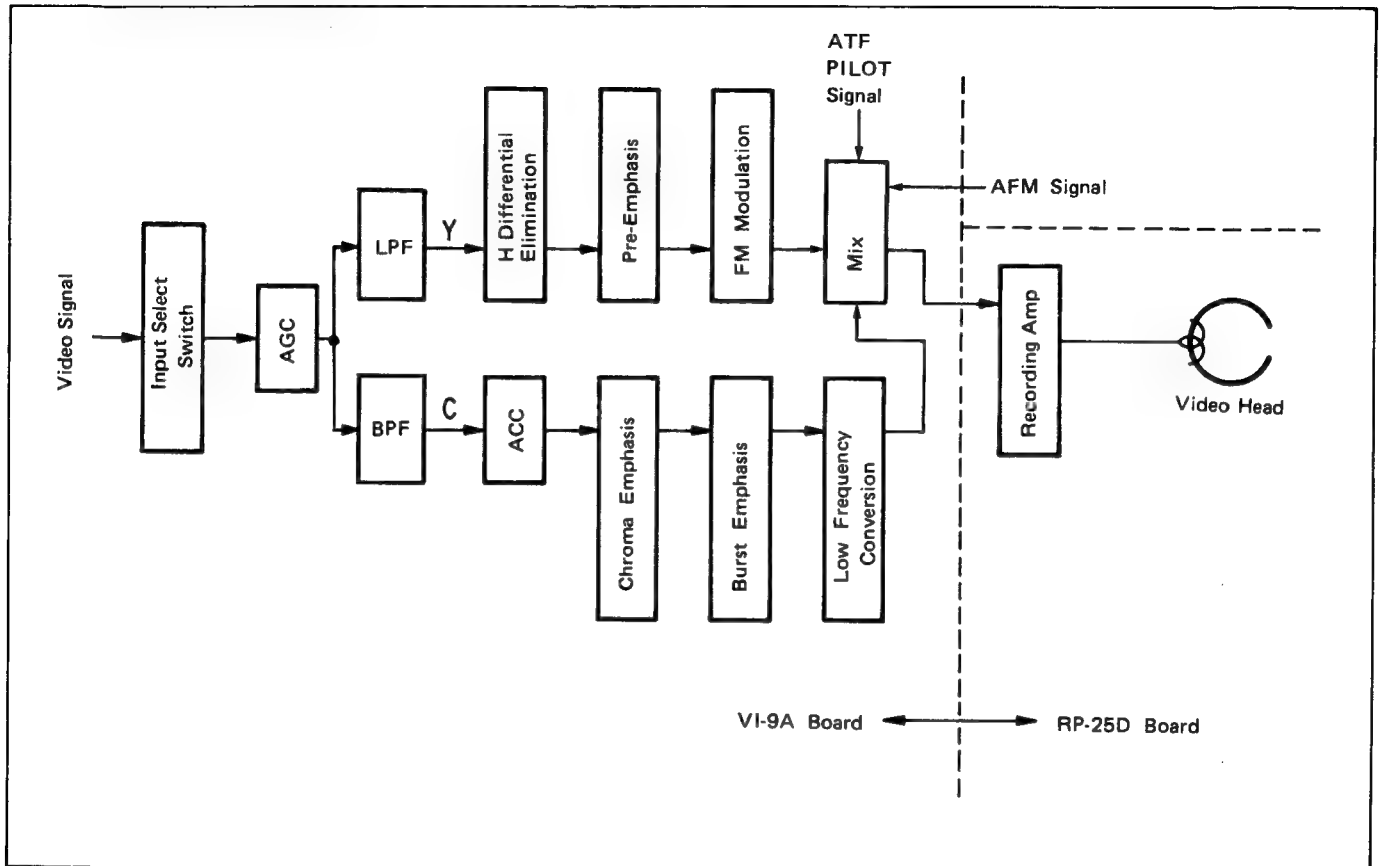 ATF
PILOT
Signal
AFM Signal
Video Signal
Input Select
Switch
AGC
LPF
Y
H Differential
Elimination
Pre-Emphasis
FM Modulation
Mix
BPF
C
ACC
Chroma Emphasis
Burst Emphasis
Low Frequency
Conversion
Recording Amp
Video Head
VI-9A Board
RP-25D Board